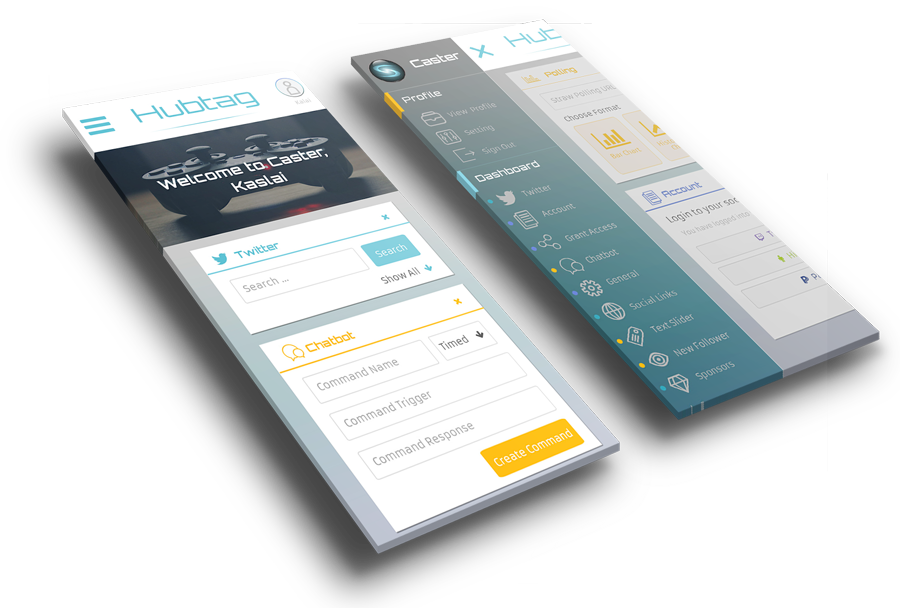 Hubtag
Kaslai
Welcome to Caster,
Kaslai
Twitter
Search ...
Search
Show All
Chatbot
Command Name
Timed
Command Trigger
Command Response
Create Command
Caster
Profile
View Profile
Setting
Sign Out
Dashboard
Twitter
Account
Grant Access
Chatbot
General
Social Links
Text Slider
New Follower
Sponsors
Hub
Polling
Straw Polling
Choose Format
Bar Chart
Account
Login to your soc
You have logged into